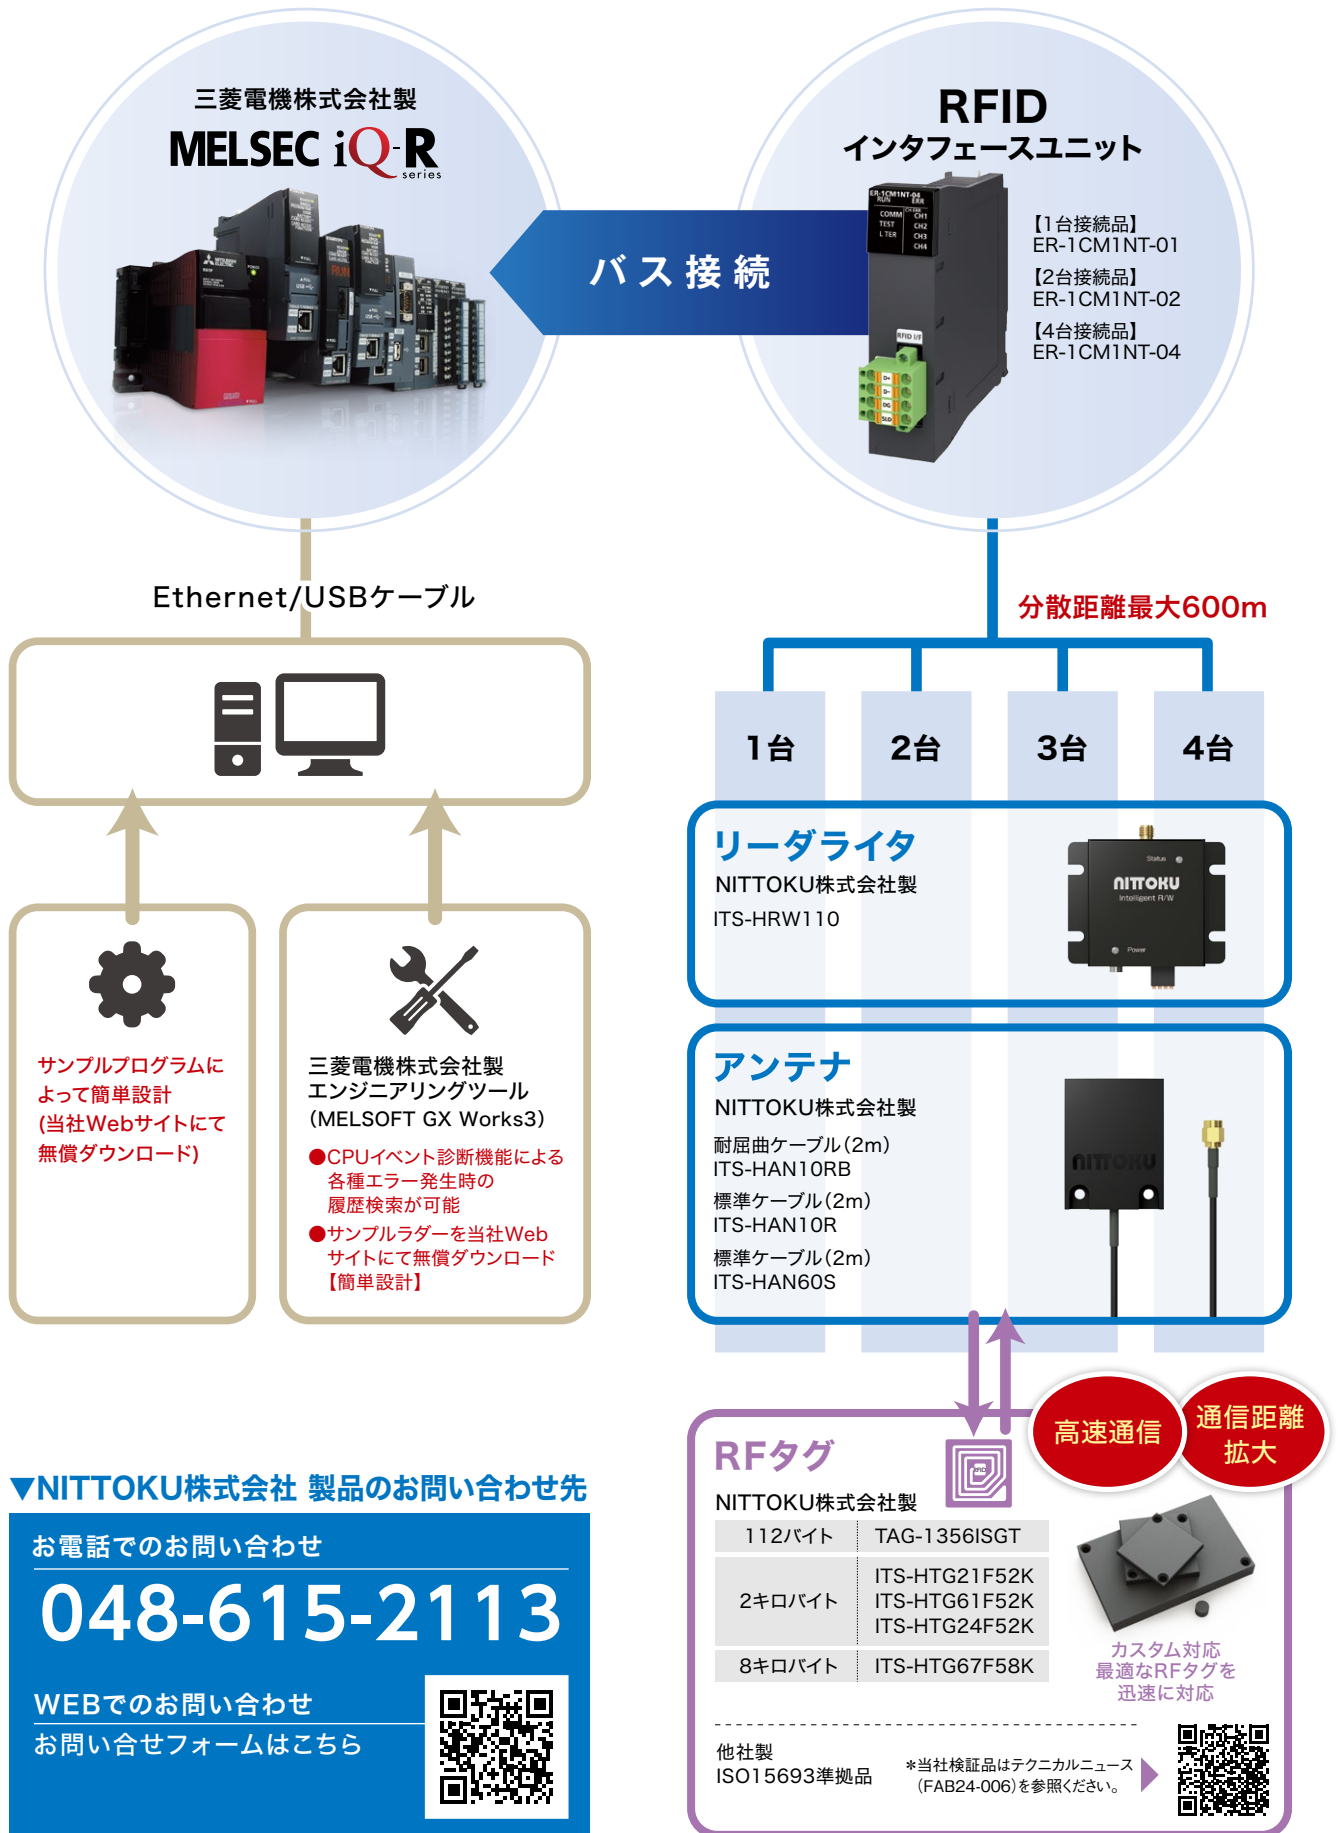 三菱電機株式会社製
MELSEC iQ-R
series
RFID
インタフェースユニット
ER-1CM1NT-04
RUN ERR
CH ERR
COMM CH1
TEST CH2
L TER CH3
CH4
RFID I/F
D+
D-
DG
SLD
【1台接続品】
ER-1CM1NT-01
【2台接続品】
ER-1CM1NT-02
【4台接続品】
ER-1CM1NT-04
バス接続
Ethernet/USBケーブル
分散距離最大600m
1台
2台
3台
4台
リーダライタ
NITTOKU株式会社製
ITS-HRW110
Status
NITTOKU
Intelligent R/W
Power
サンプルプログラムに
よって簡単設計
(当社Webサイトにて
無償ダウンロード)
三菱電機株式会社製
エンジニアリングツール
（MELSOFT GX Works3）
●CPUイベント診断機能による
各種エラー発生時の
履歴検索が可能
●サンプルラダーを当社Web
サイトにて無償ダウンロード
【簡単設計】
アンテナ
NITTOKU株式会社製
耐屈曲ケーブル（2m）
ITS-HAN10RB
標準ケーブル（2m）
ITS-HAN10R
標準ケーブル（2m）
ITS-HAN60S
NITTOKU
高速通信
通信距離
拡大
RFタグ
NITTOKU株式会社製
112バイト TAG-1356ISGT
2キロバイト
ITS-HTG21F52K
ITS-HTG61F52K
ITS-HTG24F52K
8キロバイト ITS-HTG67F58K
カスタム対応
最適なRFタグを
迅速に対応
他社製
ISO15693準拠品
＊当社検証品はテクニカルニュース
（FAB24-006）を参照ください。
▼NITTOKU株式会社 製品のお問い合わせ先
お電話でのお問い合わせ
048-615-2113
WEBでのお問い合わせ
お問い合せフォームはこちら